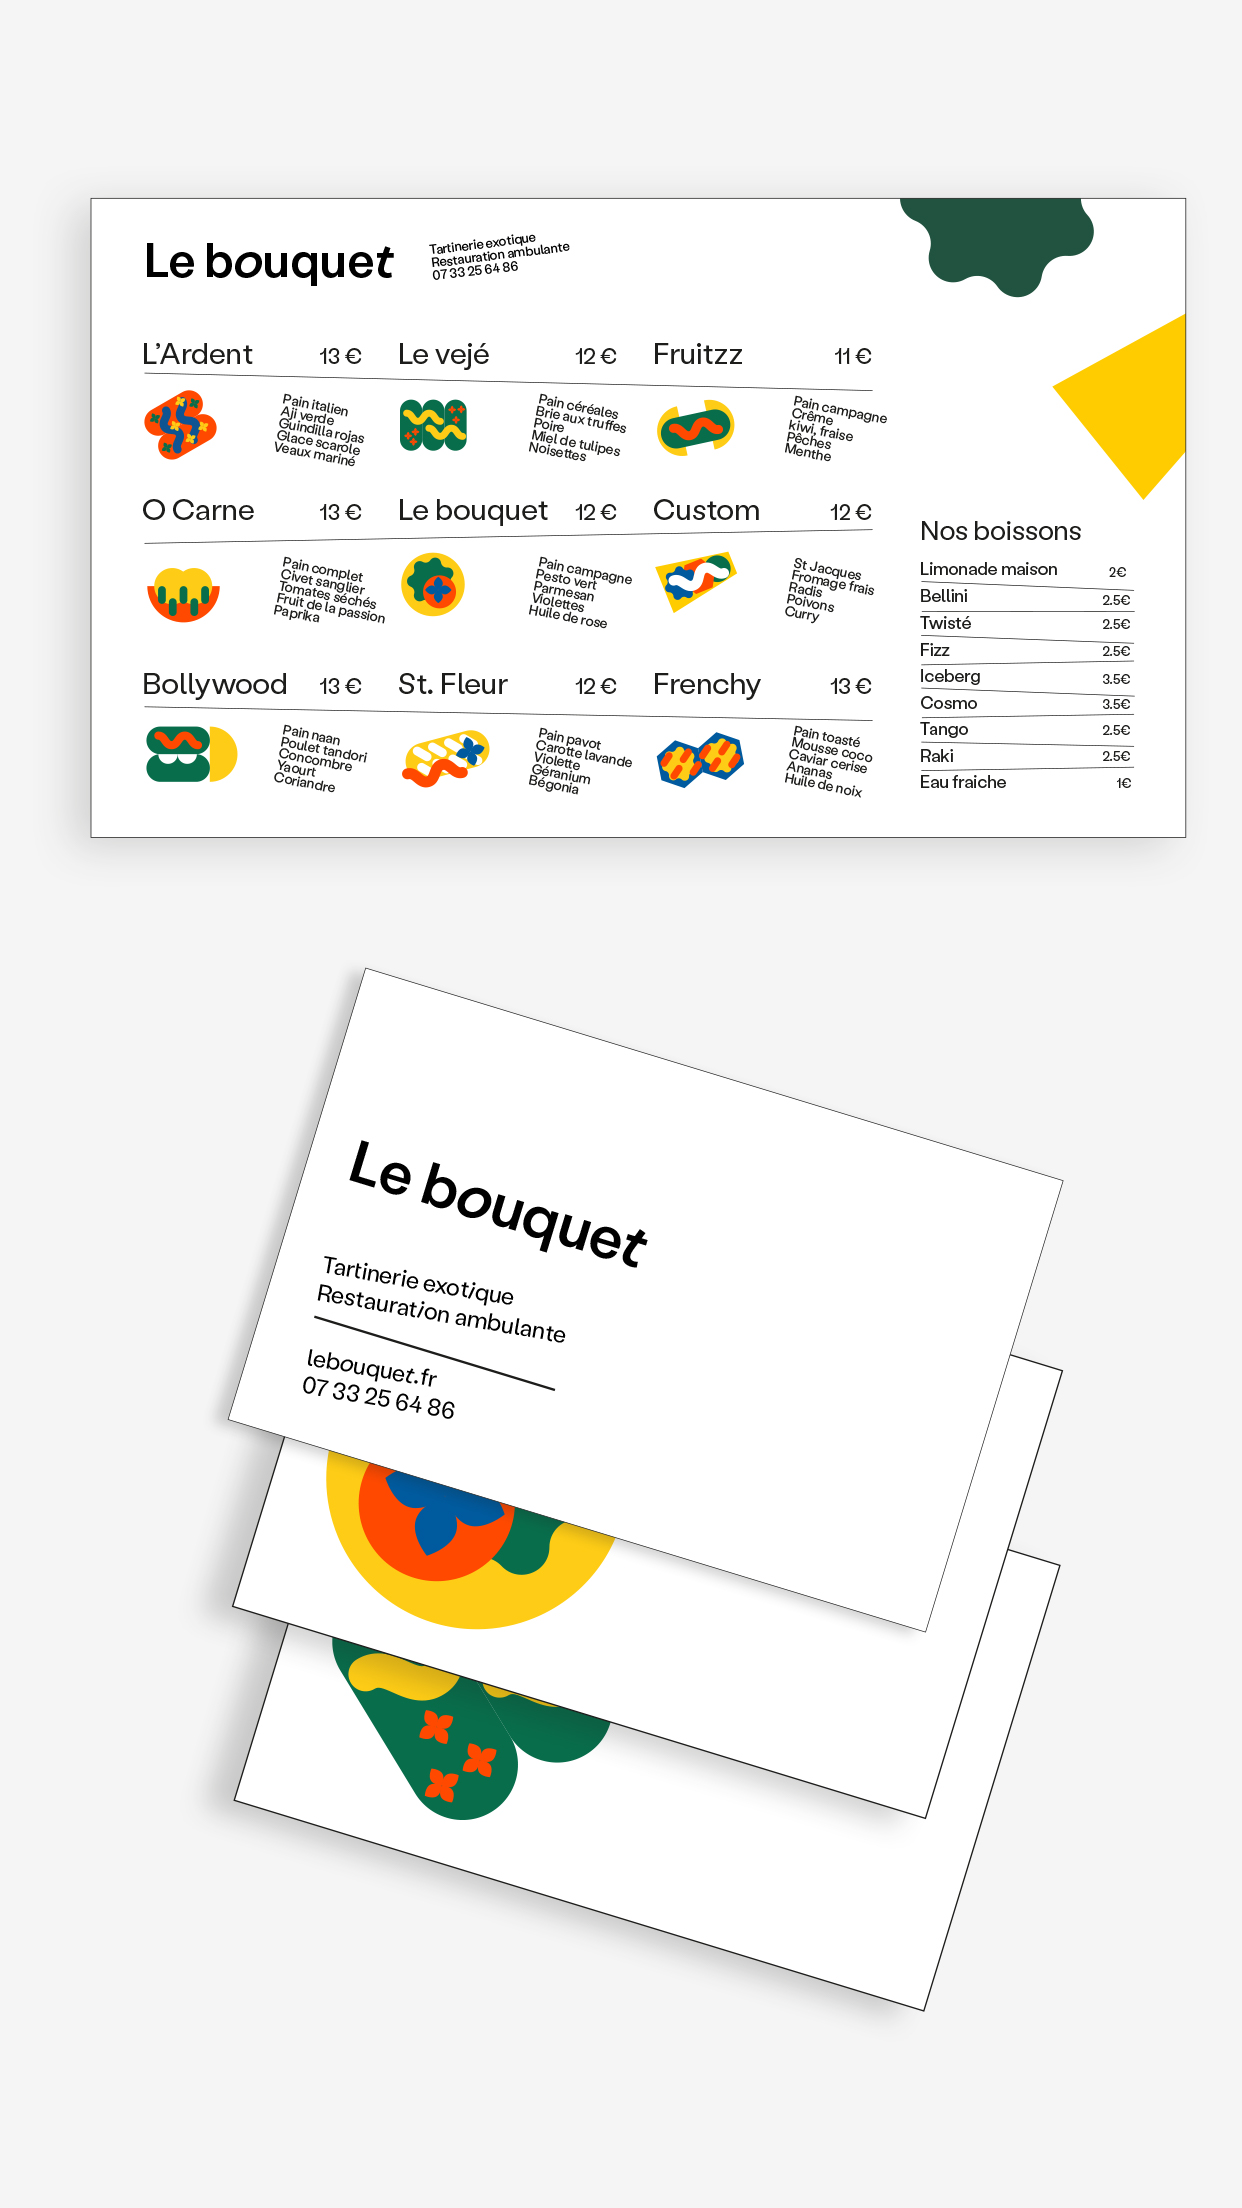 Le bouquet
Tartinerie exotique
Restauration ambulante
07 33 25 64 86
L'Ardent 13 €
Pain italien
Aji verde
Guindilla rojas
Glace scarole
Veaux mariné
Le vejé 12 €
Pain céréales
Brie aux truffes
Poire
Miel de tulipes
Noisettes
Fruitzz 11 €
Pain campagne
Crême
kiwi, fraise
Pêches
Menthe
O Carne 13 €
Pain complet
Civet sanglier
Tomates séchés
Fruit de la passion
Paprika
Le bouquet 12 €
Pain campagne
Pesto vert
Parmesan
Violettes
Huile de rose
Custom 12 €
St Jacques
Fromage frais
Radis
Poivons
Curry
Bollywood 13 €
Pain naan
Poulet tandori
Concombre
Yaourt
Coriandre
St. Fleur 12 €
Pain pavot
Carotte lavande
Violette
Géranium
Bégonia
Frenchy 13 €
Pain toasté
Mousse coco
Caviar cerise
Ananas
Huile de noix
Nos boissons
Limonade maison 2€
Bellini 2.5€
Twisté 2.5€
Fizz 2.5€
Iceberg 3.5€
Cosmo 3.5€
Tango 2.5€
Raki 2.5€
Eau fraiche 1€
Le bouquet
Tartinerie exotique
Restauration ambulante
lebouquet.fr
07 33 25 64 86